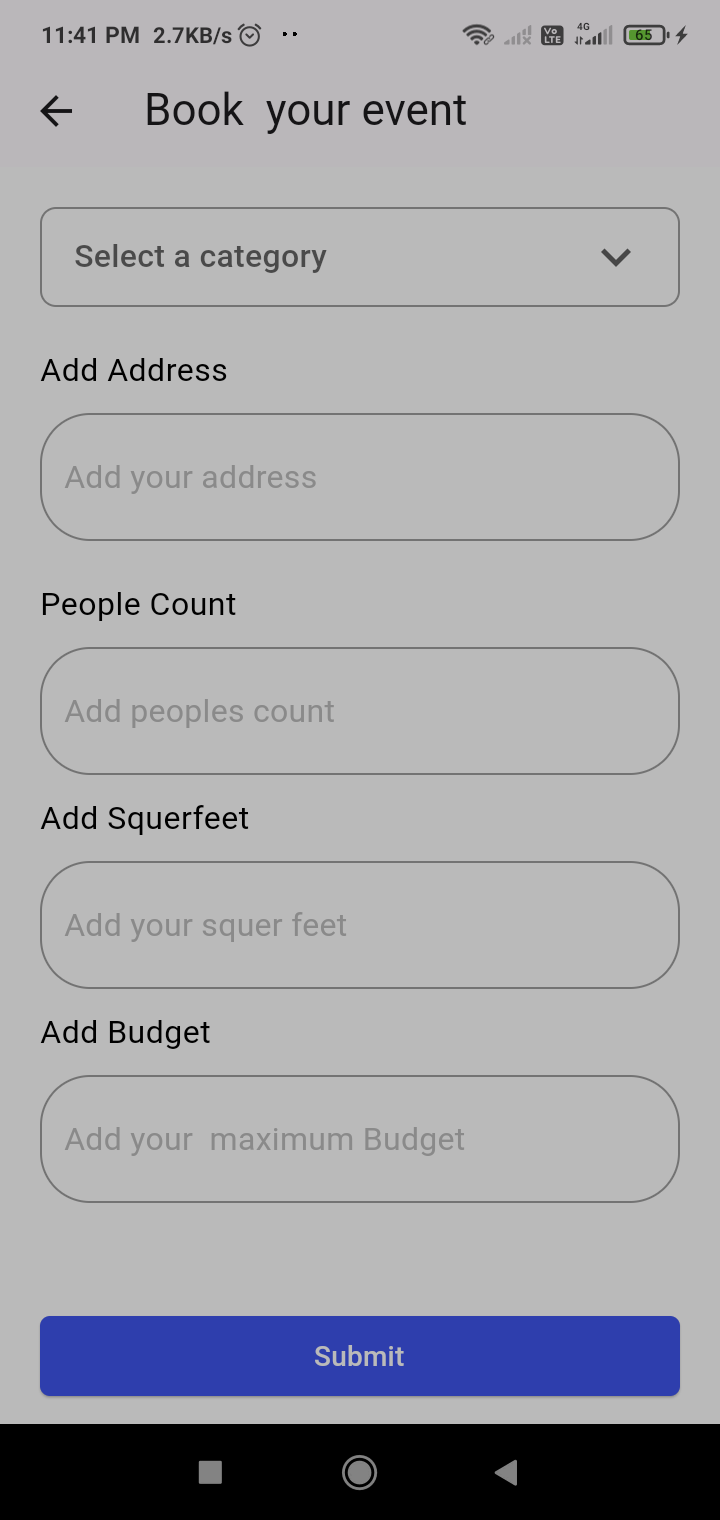 11:41 PM 2.7KB/s
Vo LTE 4G 65
Book  your event
Select a category
Add Address
Add your address
People Count
Add peoples count
Add Squerfeet
Add your squer feet
Add Budget
Add your  maximum Budget
Submit